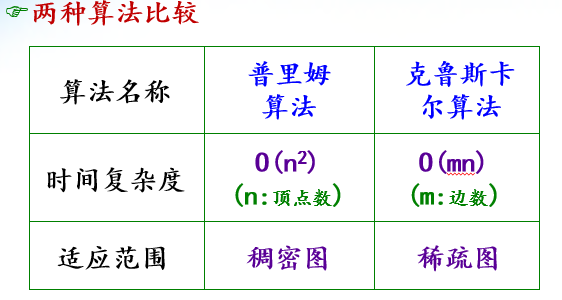 ☞两种算法比较
算法名称
普里姆
算法
克鲁斯卡
尔算法
时间复杂度
O(n²)
(n:顶点数)
O(mn)
(m:边数)
适应范围
稠密图
稀疏图